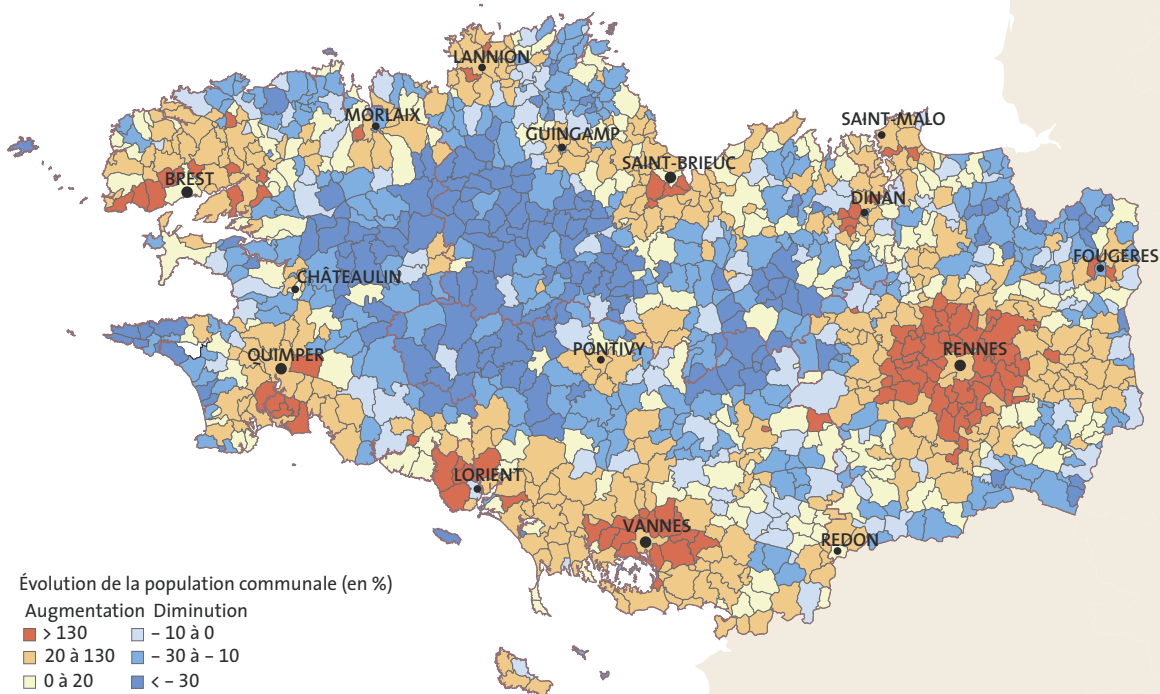 LANNION
MORLAIX
GUINGAMP
SAINT-MALO
SAINT-BRIEUC
BREST
DINAN
FOUGÈRES
CHÂTEAULIN
QUIMPER
PONTIVY
RENNES
LORIENT
VANNES
REDON
Évolution de la population communale (en %)
Augmentation Diminution
> 130 – 10 à 0
20 à 130 – 30 à – 10
0 à 20 < – 30